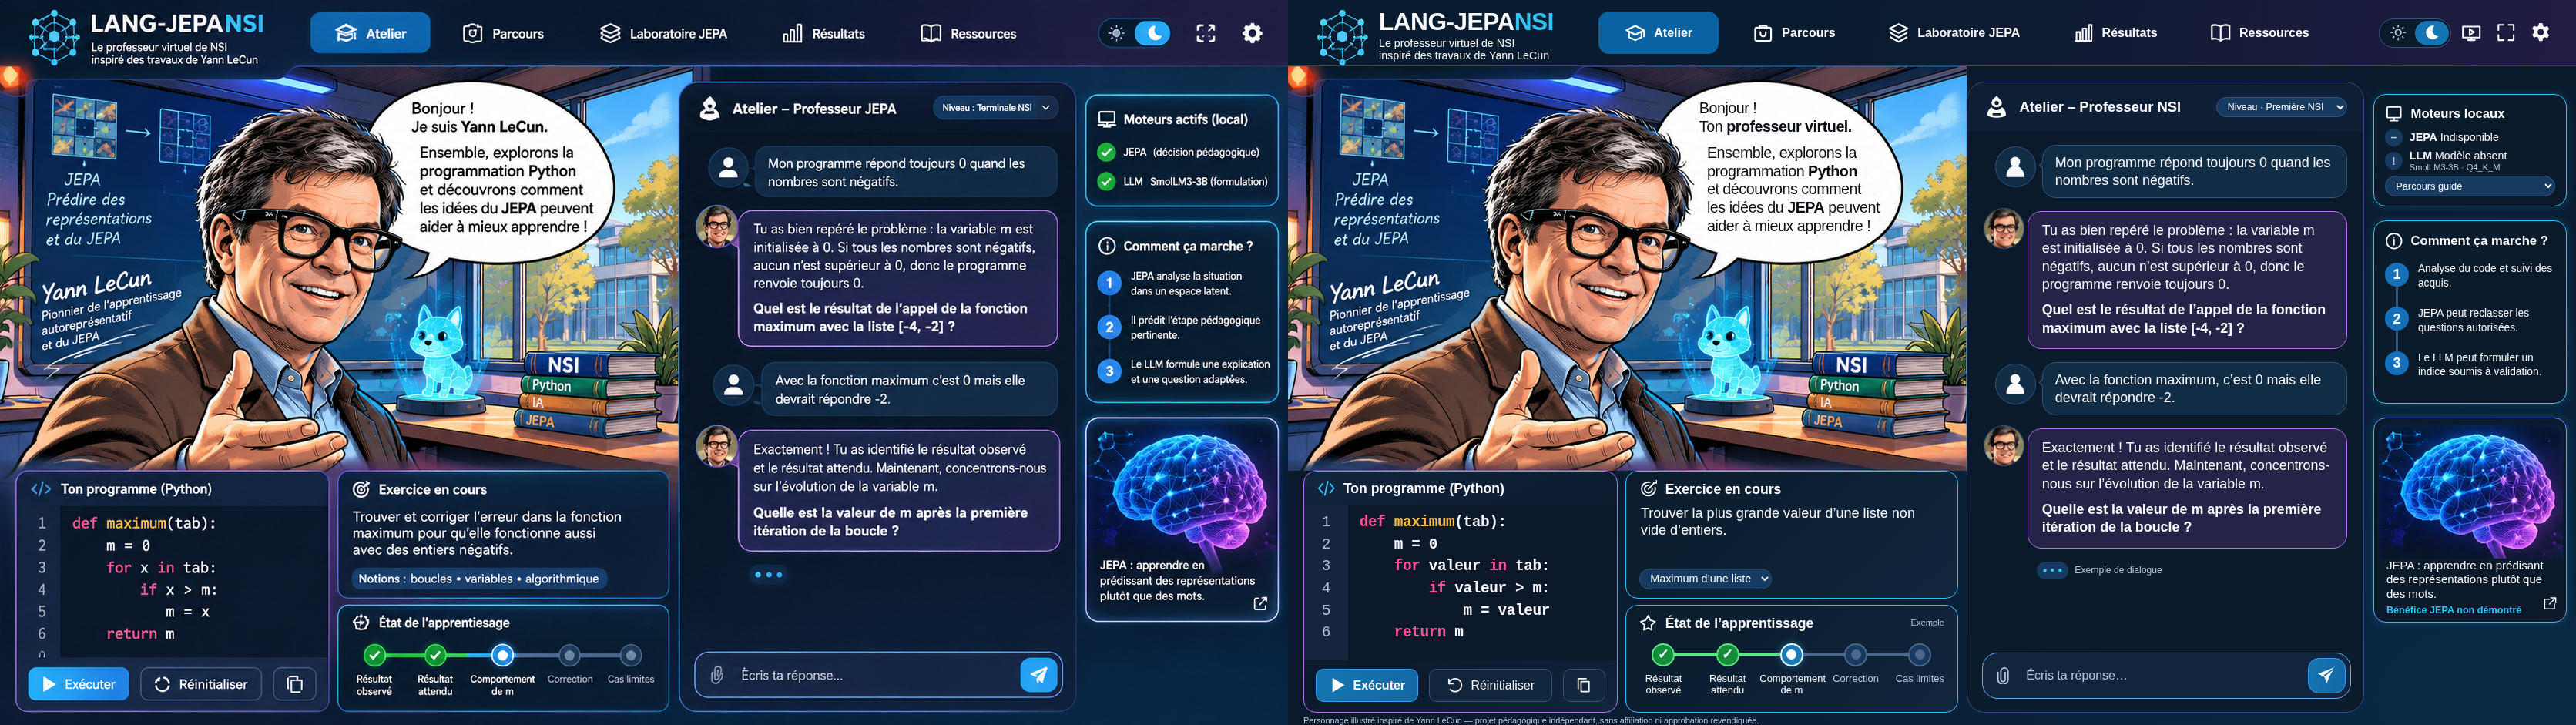 LANG-JEPANSI
Le professeur virtuel de NSI
inspiré des travaux de Yann LeCun
Atelier
Parcours
Laboratoire JEPA
Résultats
Ressources
JEPA
Prédire des
représentations
et du JEPA
Yann LeCun
Pionnier de l'apprentissage
autoreprésentatif
et du JEPA
Bonjour !
Je suis Yann LeCun.
Ensemble, explorons la
programmation Python
et découvrons comment
les idées du JEPA peuvent
aider à mieux apprendre !
NSI
Python
IA
JEPA
Ton programme (Python)
1 def maximum(tab):
2 m = 0
3 for x in tab:
4 if x > m:
5 m = x
6 return m
Exécuter
Réinitialiser
Exercice en cours
Trouver et corriger l'erreur dans la fonction
maximum pour qu'elle fonctionne aussi
avec des entiers négatifs.
Notions : boucles • variables • algorithmique
État de l'apprentiesage
Résultat
observé
Résultat
attendu
Comportement
de m
Correction
Cas limites
Atelier – Professeur JEPA
Niveau : Terminale NSI
Mon programme répond toujours 0 quand les
nombres sont négatifs.
Tu as bien repéré le problème : la variable m est
initialisée à 0. Si tous les nombres sont négatifs,
aucun n'est supérieur à 0, donc le programme
renvoie toujours 0.
Quel est le résultat de l'appel de la fonction
maximum avec la liste [-4, -2] ?
Avec la fonction maximum c'est 0 mais elle
devrait répondre -2.
Exactement ! Tu as identifié le résultat observé
et le résultat attendu. Maintenant, concentrons-nous
sur l'évolution de la variable m.
Quelle est la valeur de m après la première
itération de la boucle ?
Écris ta réponse...
Moteurs actifs (local)
JEPA (décision pédagogique)
LLM SmolLM3-3B (formulation)
Comment ça marche ?
1 JEPA analyse la situation
dans un espace latent.
2 Il prédit l'étape pédagogique
pertinente.
3 Le LLM formule une explication
et une question adaptées.
JEPA : apprendre en
prédissant des représentations
plutôt que des mots.
LANG-JEPANSI
Le professeur virtuel de NSI
inspiré des travaux de Yann LeCun
Atelier
Parcours
Laboratoire JEPA
Résultats
Ressources
JEPA
Prédire des
représentations
et du JEPA
Yann LeCun
Pionnier de l'apprentissage
autoreprésentatif
et du JEPA
Bonjour !
Ton professeur virtuel.
Ensemble, explorons la
programmation Python
et découvrons comment
les idées du JEPA peuvent
aider à mieux apprendre !
NSI
Python
IA
JEPA
Ton programme (Python)
1 def maximum(tab):
2 m = 0
3 for valeur in tab:
4 if valeur > m:
5 m = valeur
6 return m
Exécuter
Réinitialiser
Exercice en cours
Trouver la plus grande valeur d'une liste non
vide d'entiers.
Maximum d'une liste
État de l'apprentissage
Exemple
Résultat
observé
Résultat
attendu
Comportement
de m
Correction
Cas limites
Personnage illustré inspiré de Yann LeCun — projet pédagogique indépendant, sans affiliation ni approbation revendiquée.
Atelier – Professeur NSI
Niveau · Première NSI
Mon programme répond toujours 0 quand les
nombres sont négatifs.
Tu as bien repéré le problème : la variable m
est initialisée à 0. Si tous les nombres sont
négatifs, aucun n'est supérieur à 0, donc le
programme renvoie toujours 0.
Quel est le résultat de l'appel de la fonction
maximum avec la liste [-4, -2] ?
Avec la fonction maximum, c'est 0 mais elle
devrait répondre -2.
Exactement ! Tu as identifié le résultat observé
et le résultat attendu. Maintenant, concentrons-
nous sur l'évolution de la variable m.
Quelle est la valeur de m après la première
itération de la boucle ?
Exemple de dialogue
Écris ta réponse…
Moteurs locaux
JEPA Indisponible
LLM Modèle absent
SmolLM3-3B · Q4_K_M
Parcours guidé
Comment ça marche ?
1 Analyse du code et suivi des
acquis.
2 JEPA peut reclasser les
questions autorisées.
3 Le LLM peut formuler un
indice soumis à validation.
JEPA : apprendre en prédisant
des représentations plutôt que
des mots.
Bénéfice JEPA non démontré